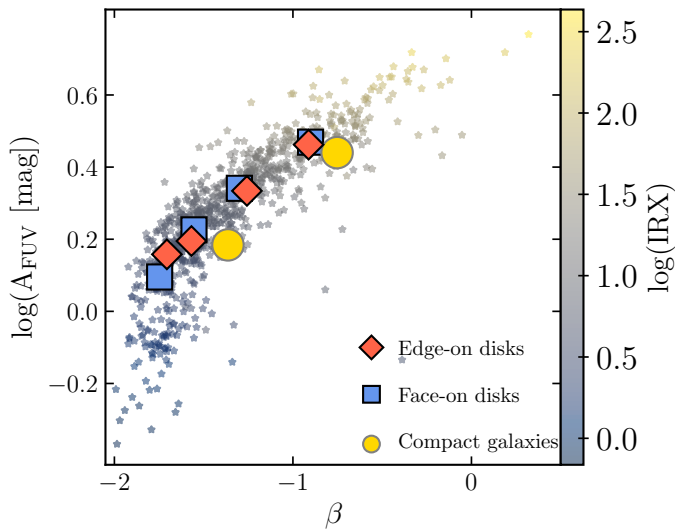 log(A_FUV [mag])
0.6
0.4
0.2
0.0
−0.2
−2
−1
0
β
Edge-on disks
Face-on disks
Compact galaxies
2.5
2.0
1.5
1.0
0.5
0.0
log(IRX)